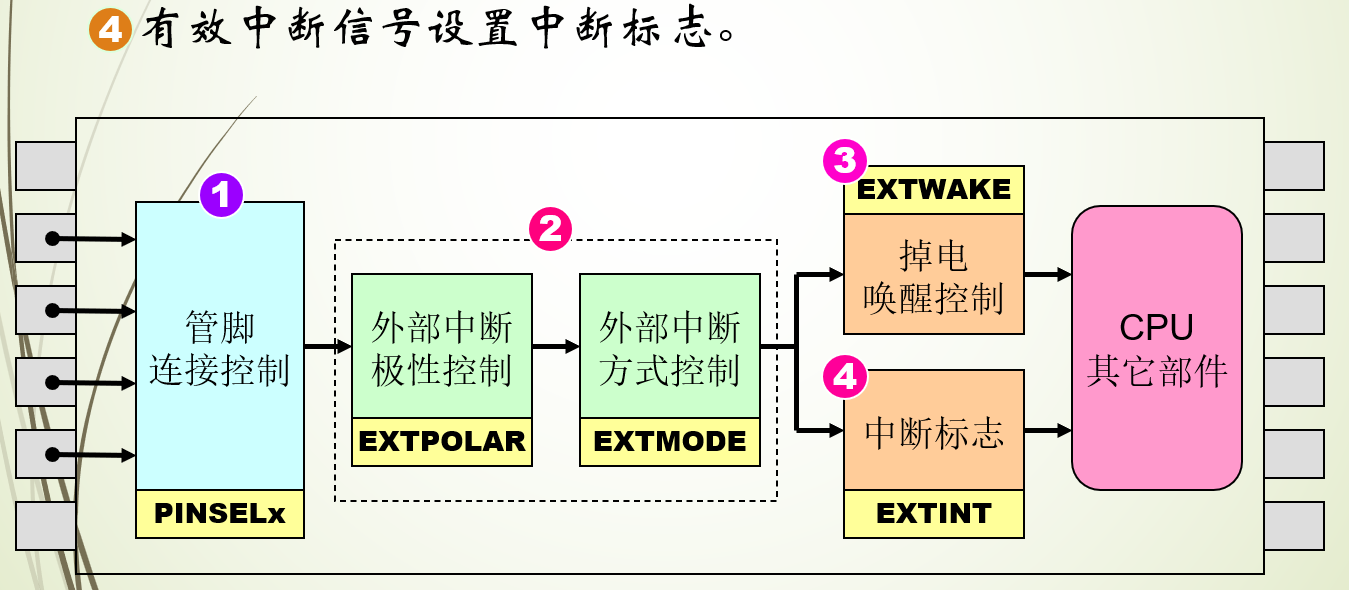 4 有效中断信号设置中断标志。
1
管脚
连接控制
PINSELx
2
外部中断
极性控制
EXTPOLAR
外部中断
方式控制
EXTMODE
3
EXTWAKE
掉电
唤醒控制
4
中断标志
EXTINT
CPU
其它部件